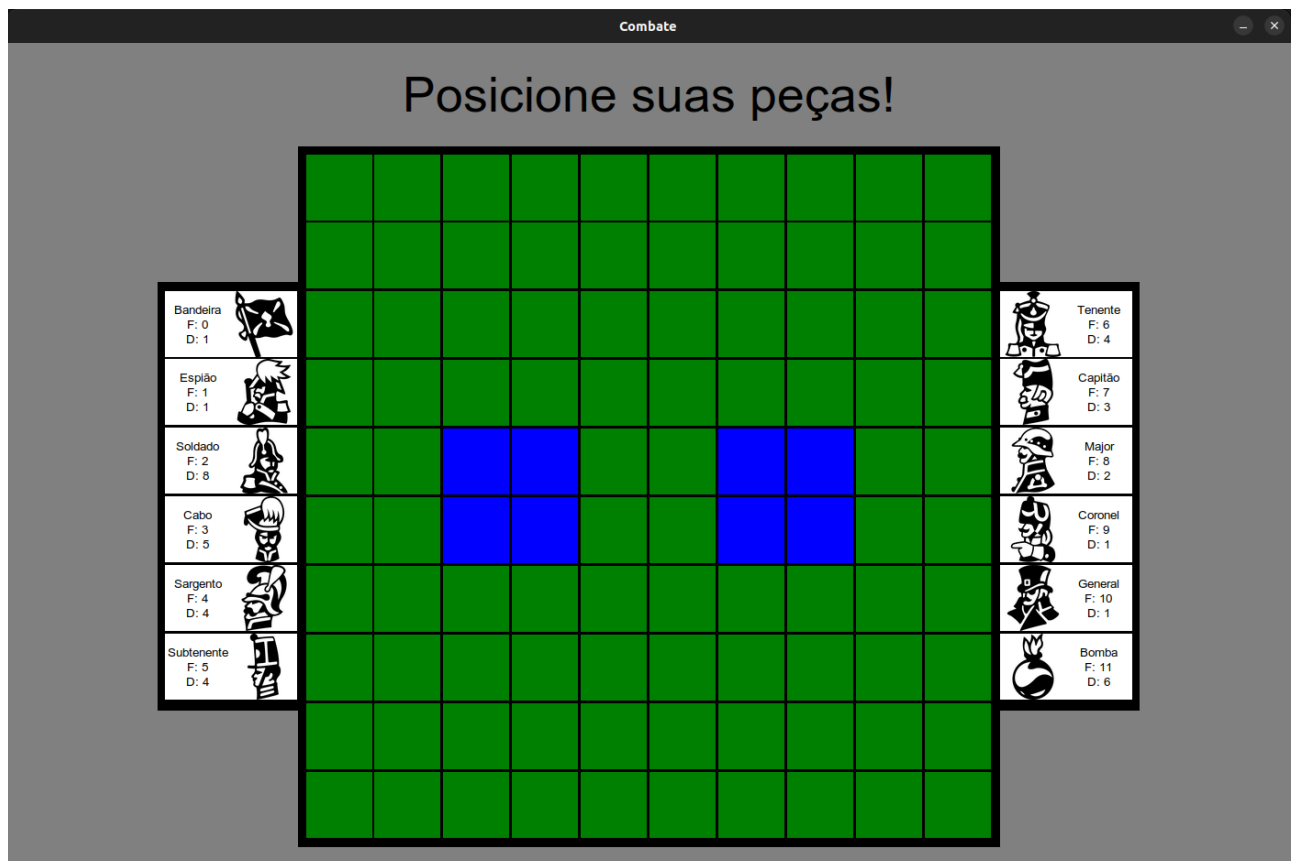 Combate
Posicione suas peças!
Bandeira
F: 0
D: 1
Espião
F: 1
D: 1
Soldado
F: 2
D: 8
Cabo
F: 3
D: 5
Sargento
F: 4
D: 4
Subtenente
F: 5
D: 4
Tenente
F: 6
D: 4
Capitão
F: 7
D: 3
Major
F: 8
D: 2
Coronel
F: 9
D: 1
General
F: 10
D: 1
Bomba
F: 11
D: 6